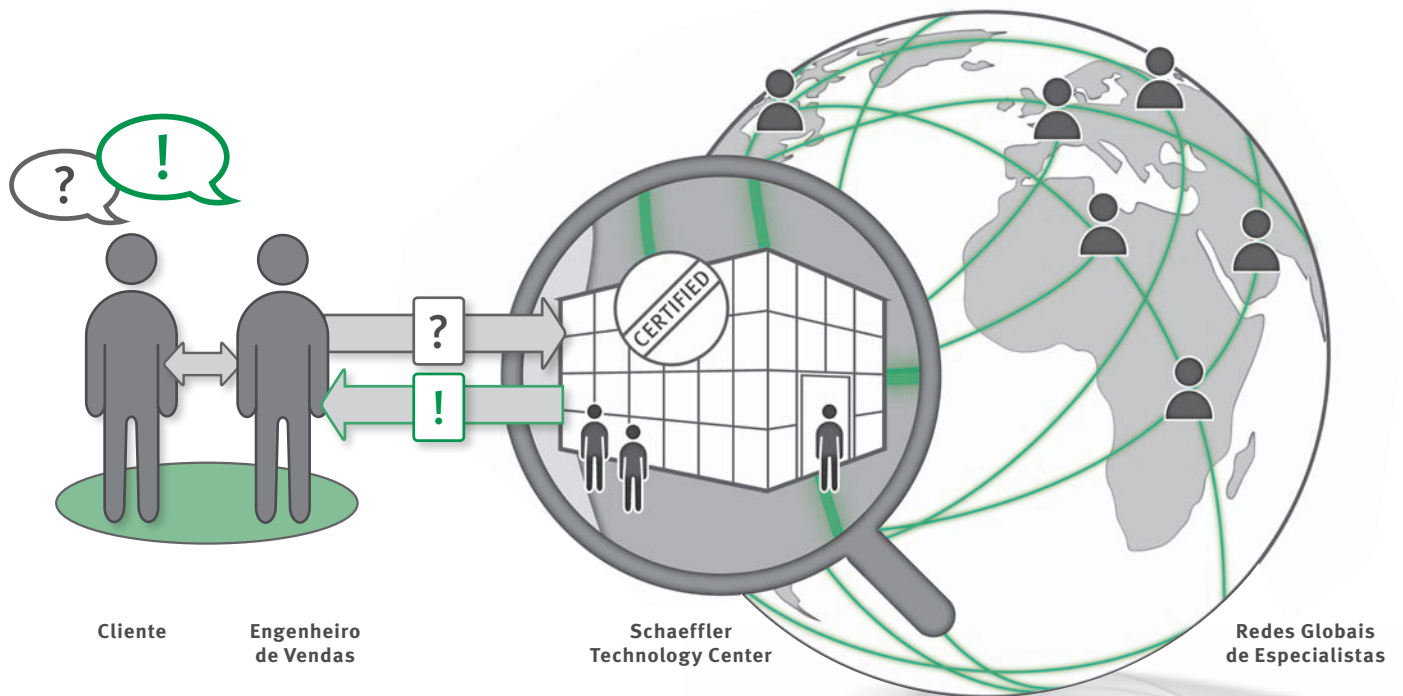 ?
!
CERTIFIED
?
!
Cliente
Engenheiro
de Vendas
Schaeffler
Technology Center
Redes Globais
de Especialistas